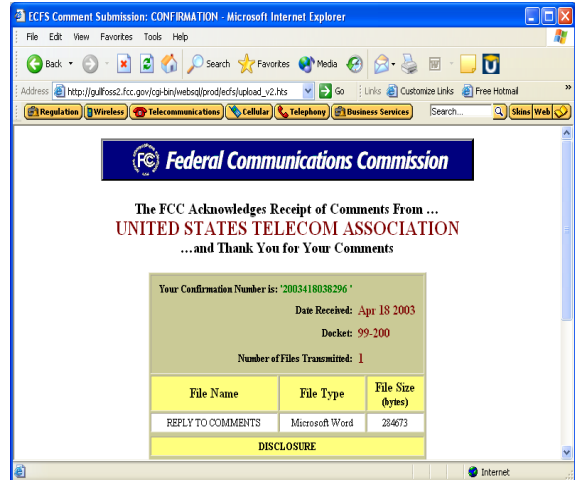 ECFS Comment Submission: CONFIRMATION - Microsoft Internet Explorer
File Edit View Favorites Tools Help
Back Search Favorites Media
Address http://gullfoss2.fcc.gov/cgi-bin/websql/prod/ecfs/upload_v2.hts Go Links Customize Links Free Hotmail »
Regulation Wireless Telecommunications Cellular Telephony Business Services Search... Skins Web
FCC Federal Communications Commission
The FCC Acknowledges Receipt of Comments From …
UNITED STATES TELECOM ASSOCIATION
…and Thank You for Your Comments
Your Confirmation Number is: '2003418038296 '
Date Received: Apr 18 2003
Docket: 99-200
Number of Files Transmitted: 1
File Name File Type File Size
(bytes)
REPLY TO COMMENTS Microsoft Word 284673
DISCLOSURE
Internet